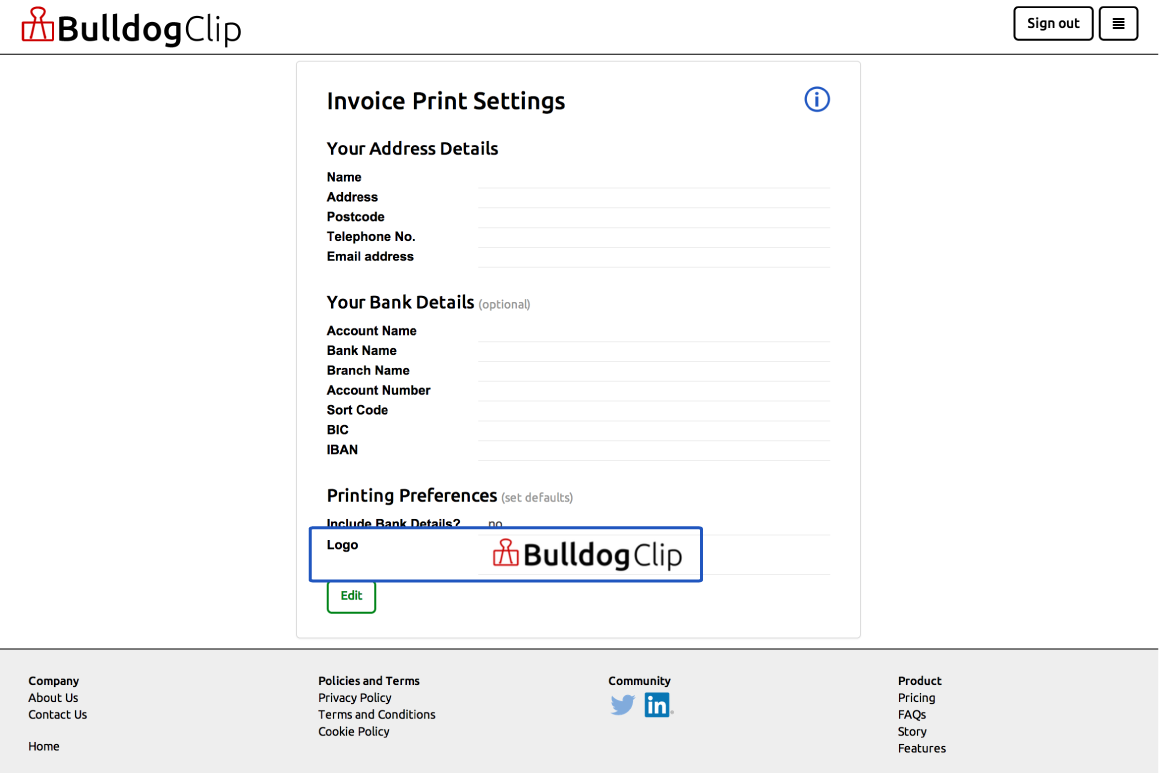 BulldogClip
Sign out
Invoice Print Settings
Your Address Details
Name
Address
Postcode
Telephone No.
Email address
Your Bank Details (optional)
Account Name
Bank Name
Branch Name
Account Number
Sort Code
BIC
IBAN
Printing Preferences (set defaults)
Include Bank Details? no
Logo BulldogClip
Edit
Company
About Us
Contact Us
Home
Policies and Terms
Privacy Policy
Terms and Conditions
Cookie Policy
Community
in
Product
Pricing
FAQs
Story
Features